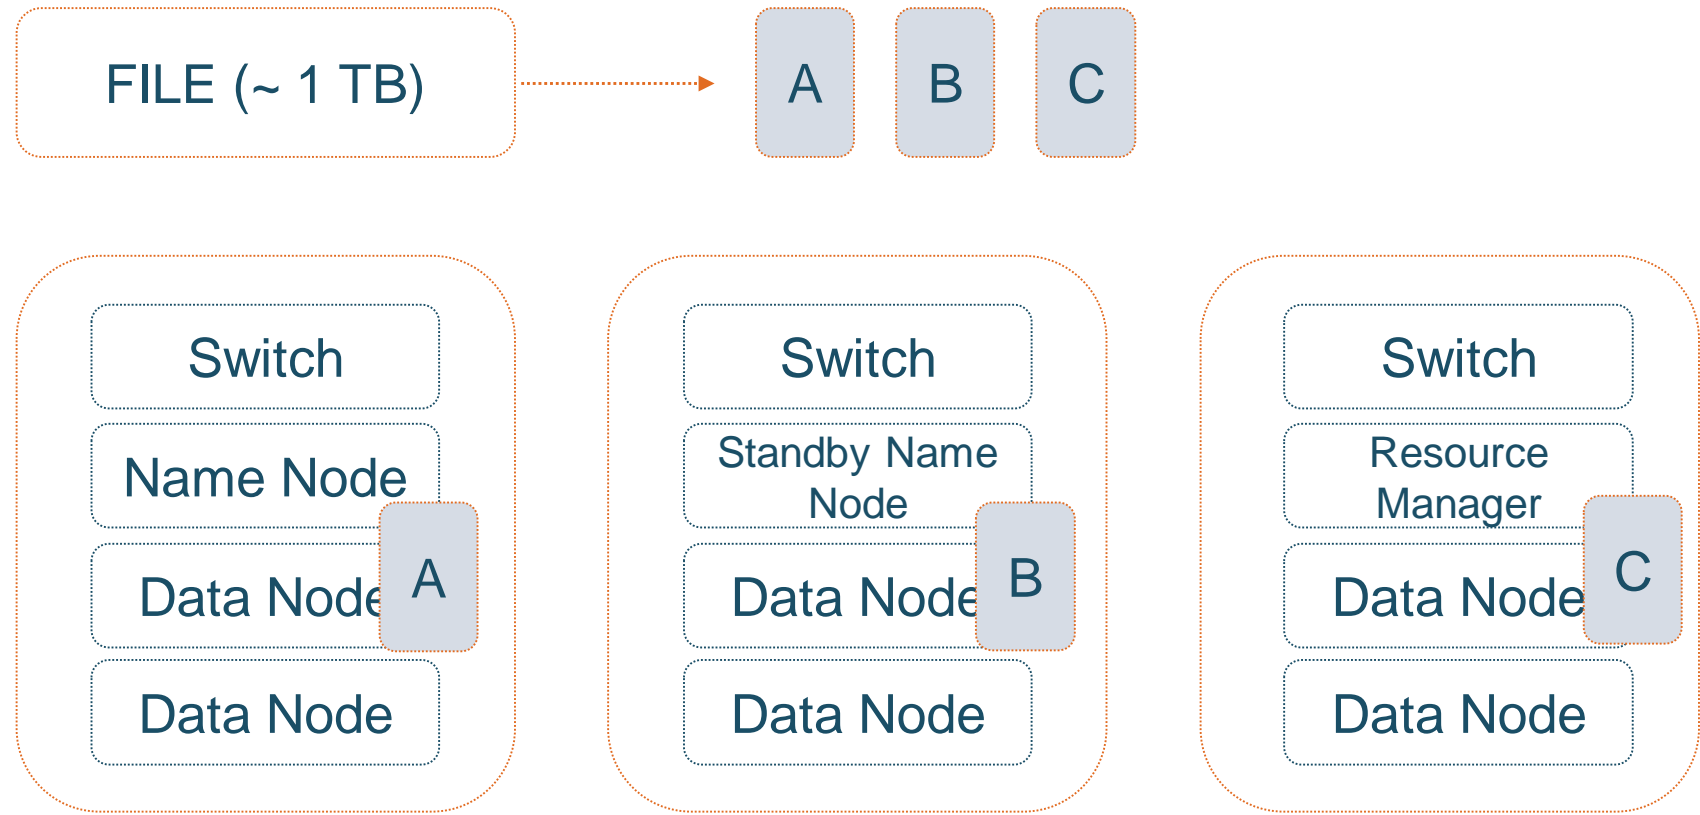 FILE (~ 1 TB)
A
B
C
Switch
Name Node
A
Data Node
Data Node
Switch
Standby Name
Node
B
Data Node
Data Node
Switch
Resource
Manager
C
Data Node
Data Node